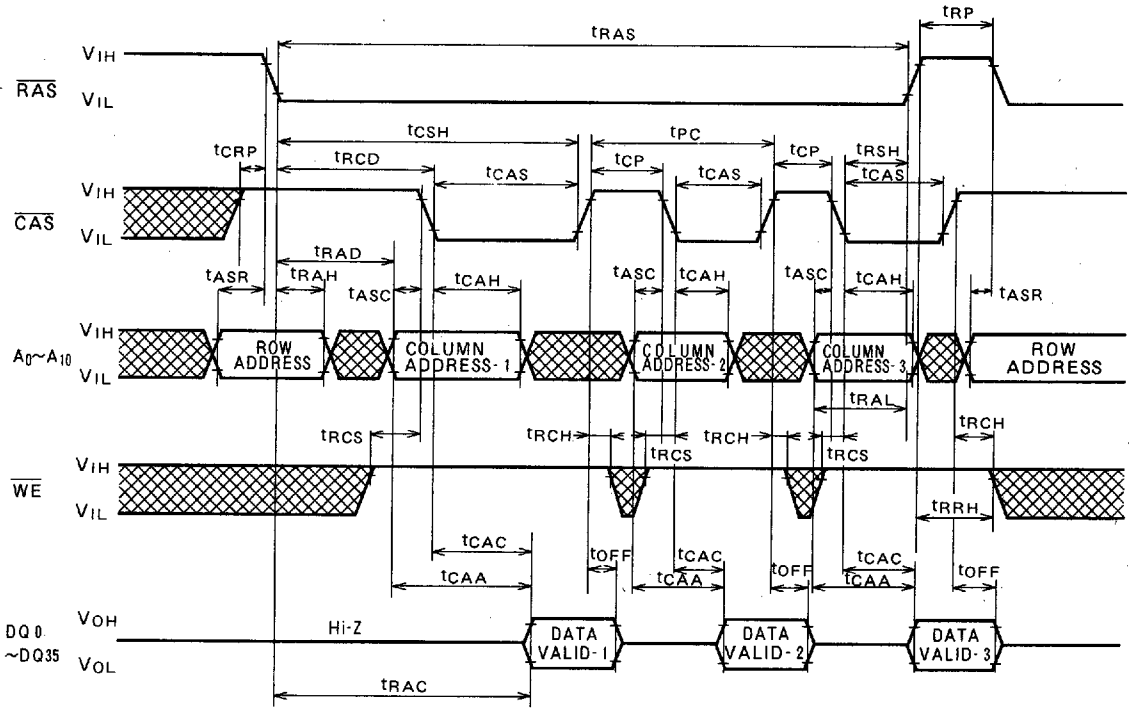 tRP
tRAS
VIH
RAS
VIL
tCSH
tPC
tCRP
tRCD
tCP
tCP
tRSH
tCAS
tCAS
tCAS
VIH
CAS
VIL
tRAD
tASR
tRAH
tASC
tCAH
tASC
tCAH
tASC
tCAH
tASR
VIH
A0~A10
VIL
ROW
ADDRESS
COLUMN
ADDRESS-1
COLUMN
ADDRESS-2
COLUMN
ADDRESS-3
ROW
ADDRESS
tRAL
tRCS
tRCH
tRCS
tRCH
tRCS
tRCH
VIH
WE
VIL
tRRH
tCAC
tOFF
tCAC
tOFF
tCAC
tOFF
tCAA
tCAA
tCAA
VOH
DQ0
~DQ35
VOL
Hi-Z
DATA
VALID-1
DATA
VALID-2
DATA
VALID-3
tRAC